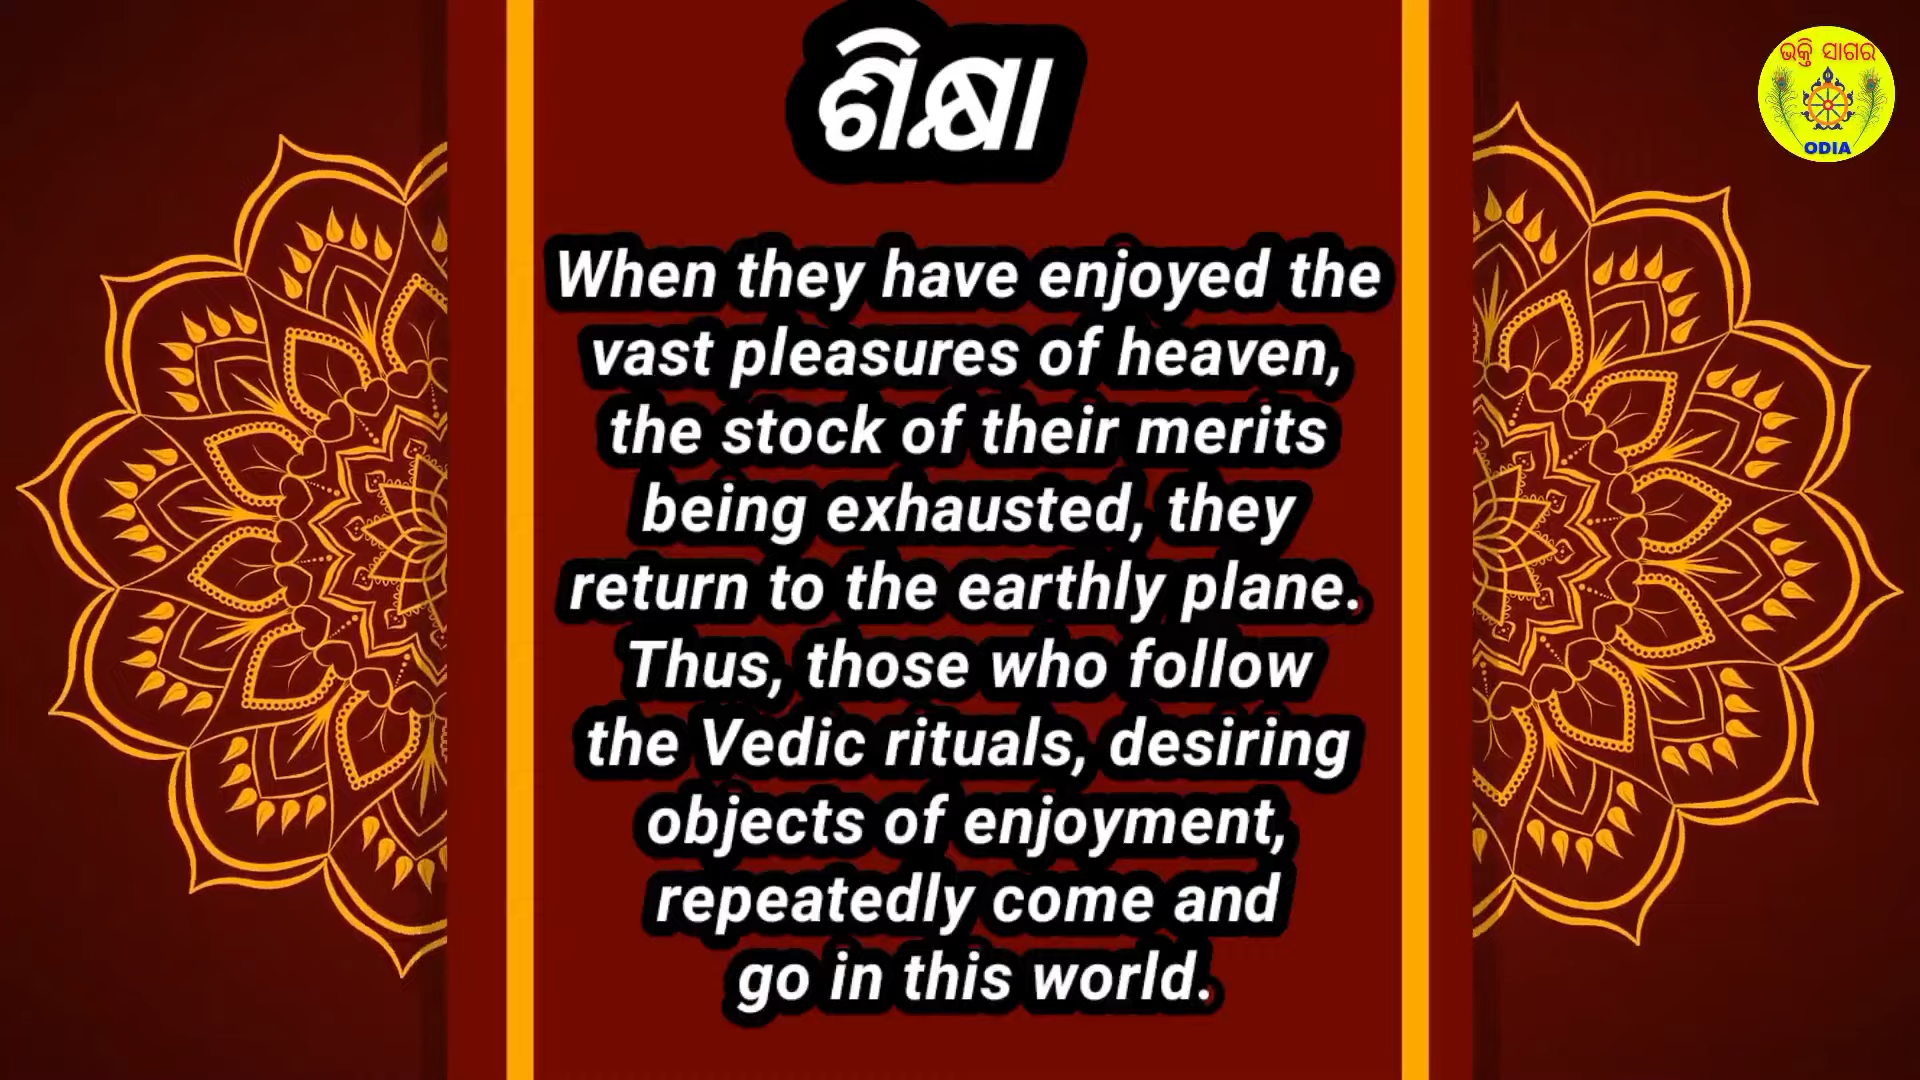 ଶିକ୍ଷା
ଭକ୍ତି ସାଗର
ODIA
When they have enjoyed the
vast pleasures of heaven,
the stock of their merits
being exhausted, they
return to the earthly plane.
Thus, those who follow
the Vedic rituals, desiring
objects of enjoyment,
repeatedly come and
go in this world.